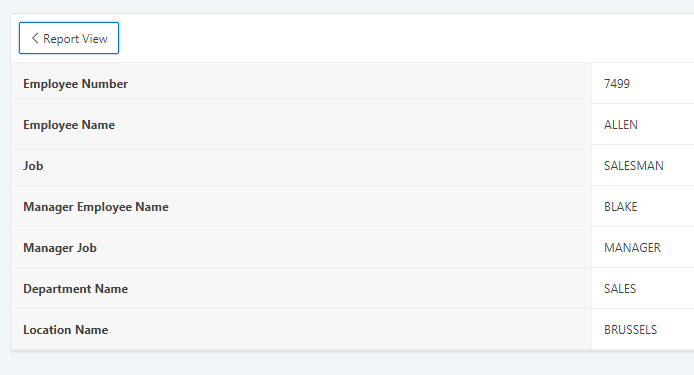 Report View
Employee Number 7499
Employee Name ALLEN
Job SALESMAN
Manager Employee Name BLAKE
Manager Job MANAGER
Department Name SALES
Location Name BRUSSELS